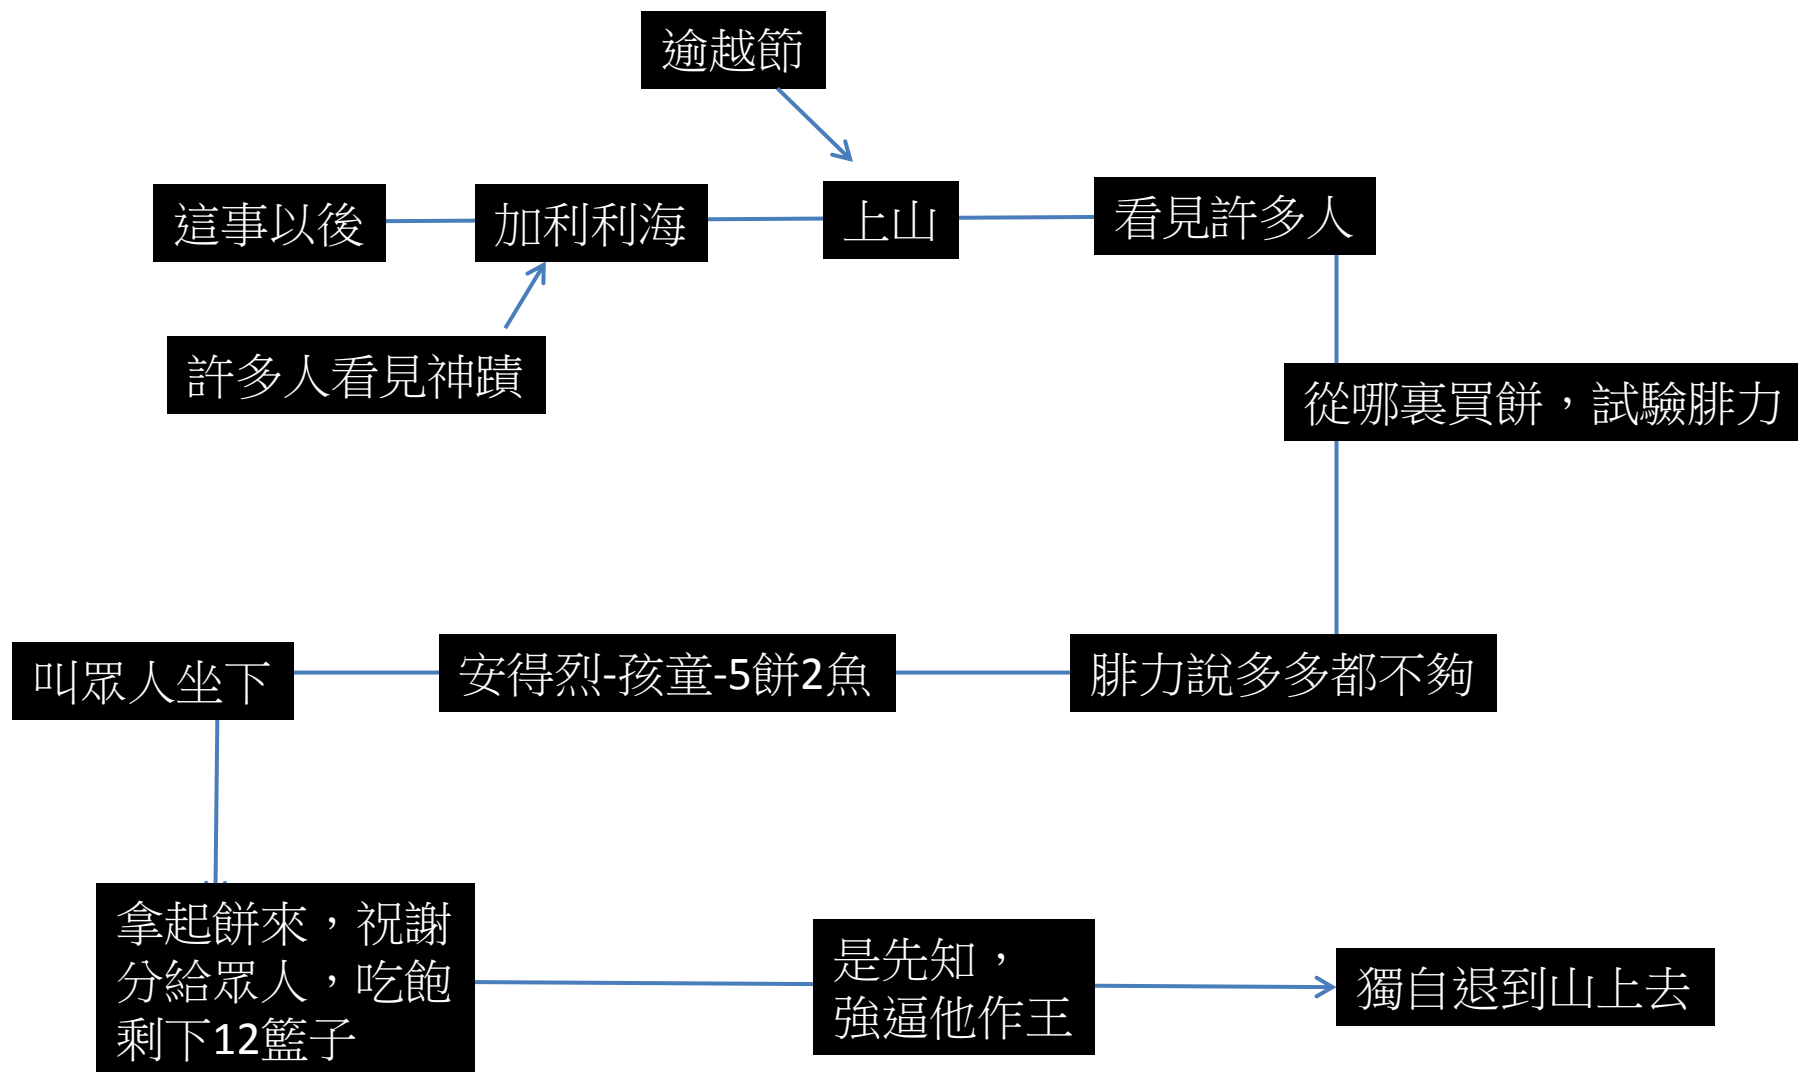 逾越節
這事以後
加利利海
上山
看見許多人
許多人看見神蹟
從哪裏買餅，試驗腓力
叫眾人坐下
安得烈-孩童-5餅2魚
腓力說多多都不夠
拿起餅來，祝謝
分給眾人，吃飽
剩下12籃子
是先知，
強逼他作王
獨自退到山上去